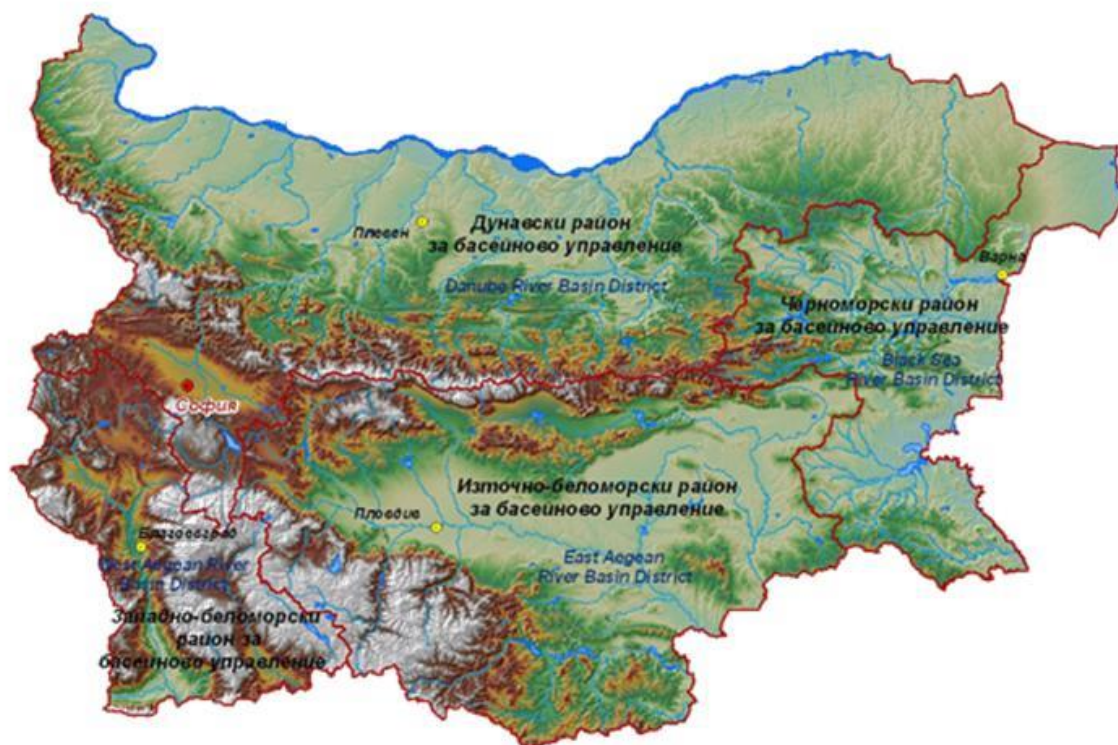 Плевен
Дунавски район
за басейново управление
Danube River Basin District
Варна
Черноморски район
за басейново управление
Black Sea
River Basin District
София
Източно-беломорски район
за басейново управление
Пловдив
East Aegean
River Basin District
Благоевград
West Aegean River
Basin District
Западно-беломорски
район за
басейново управление